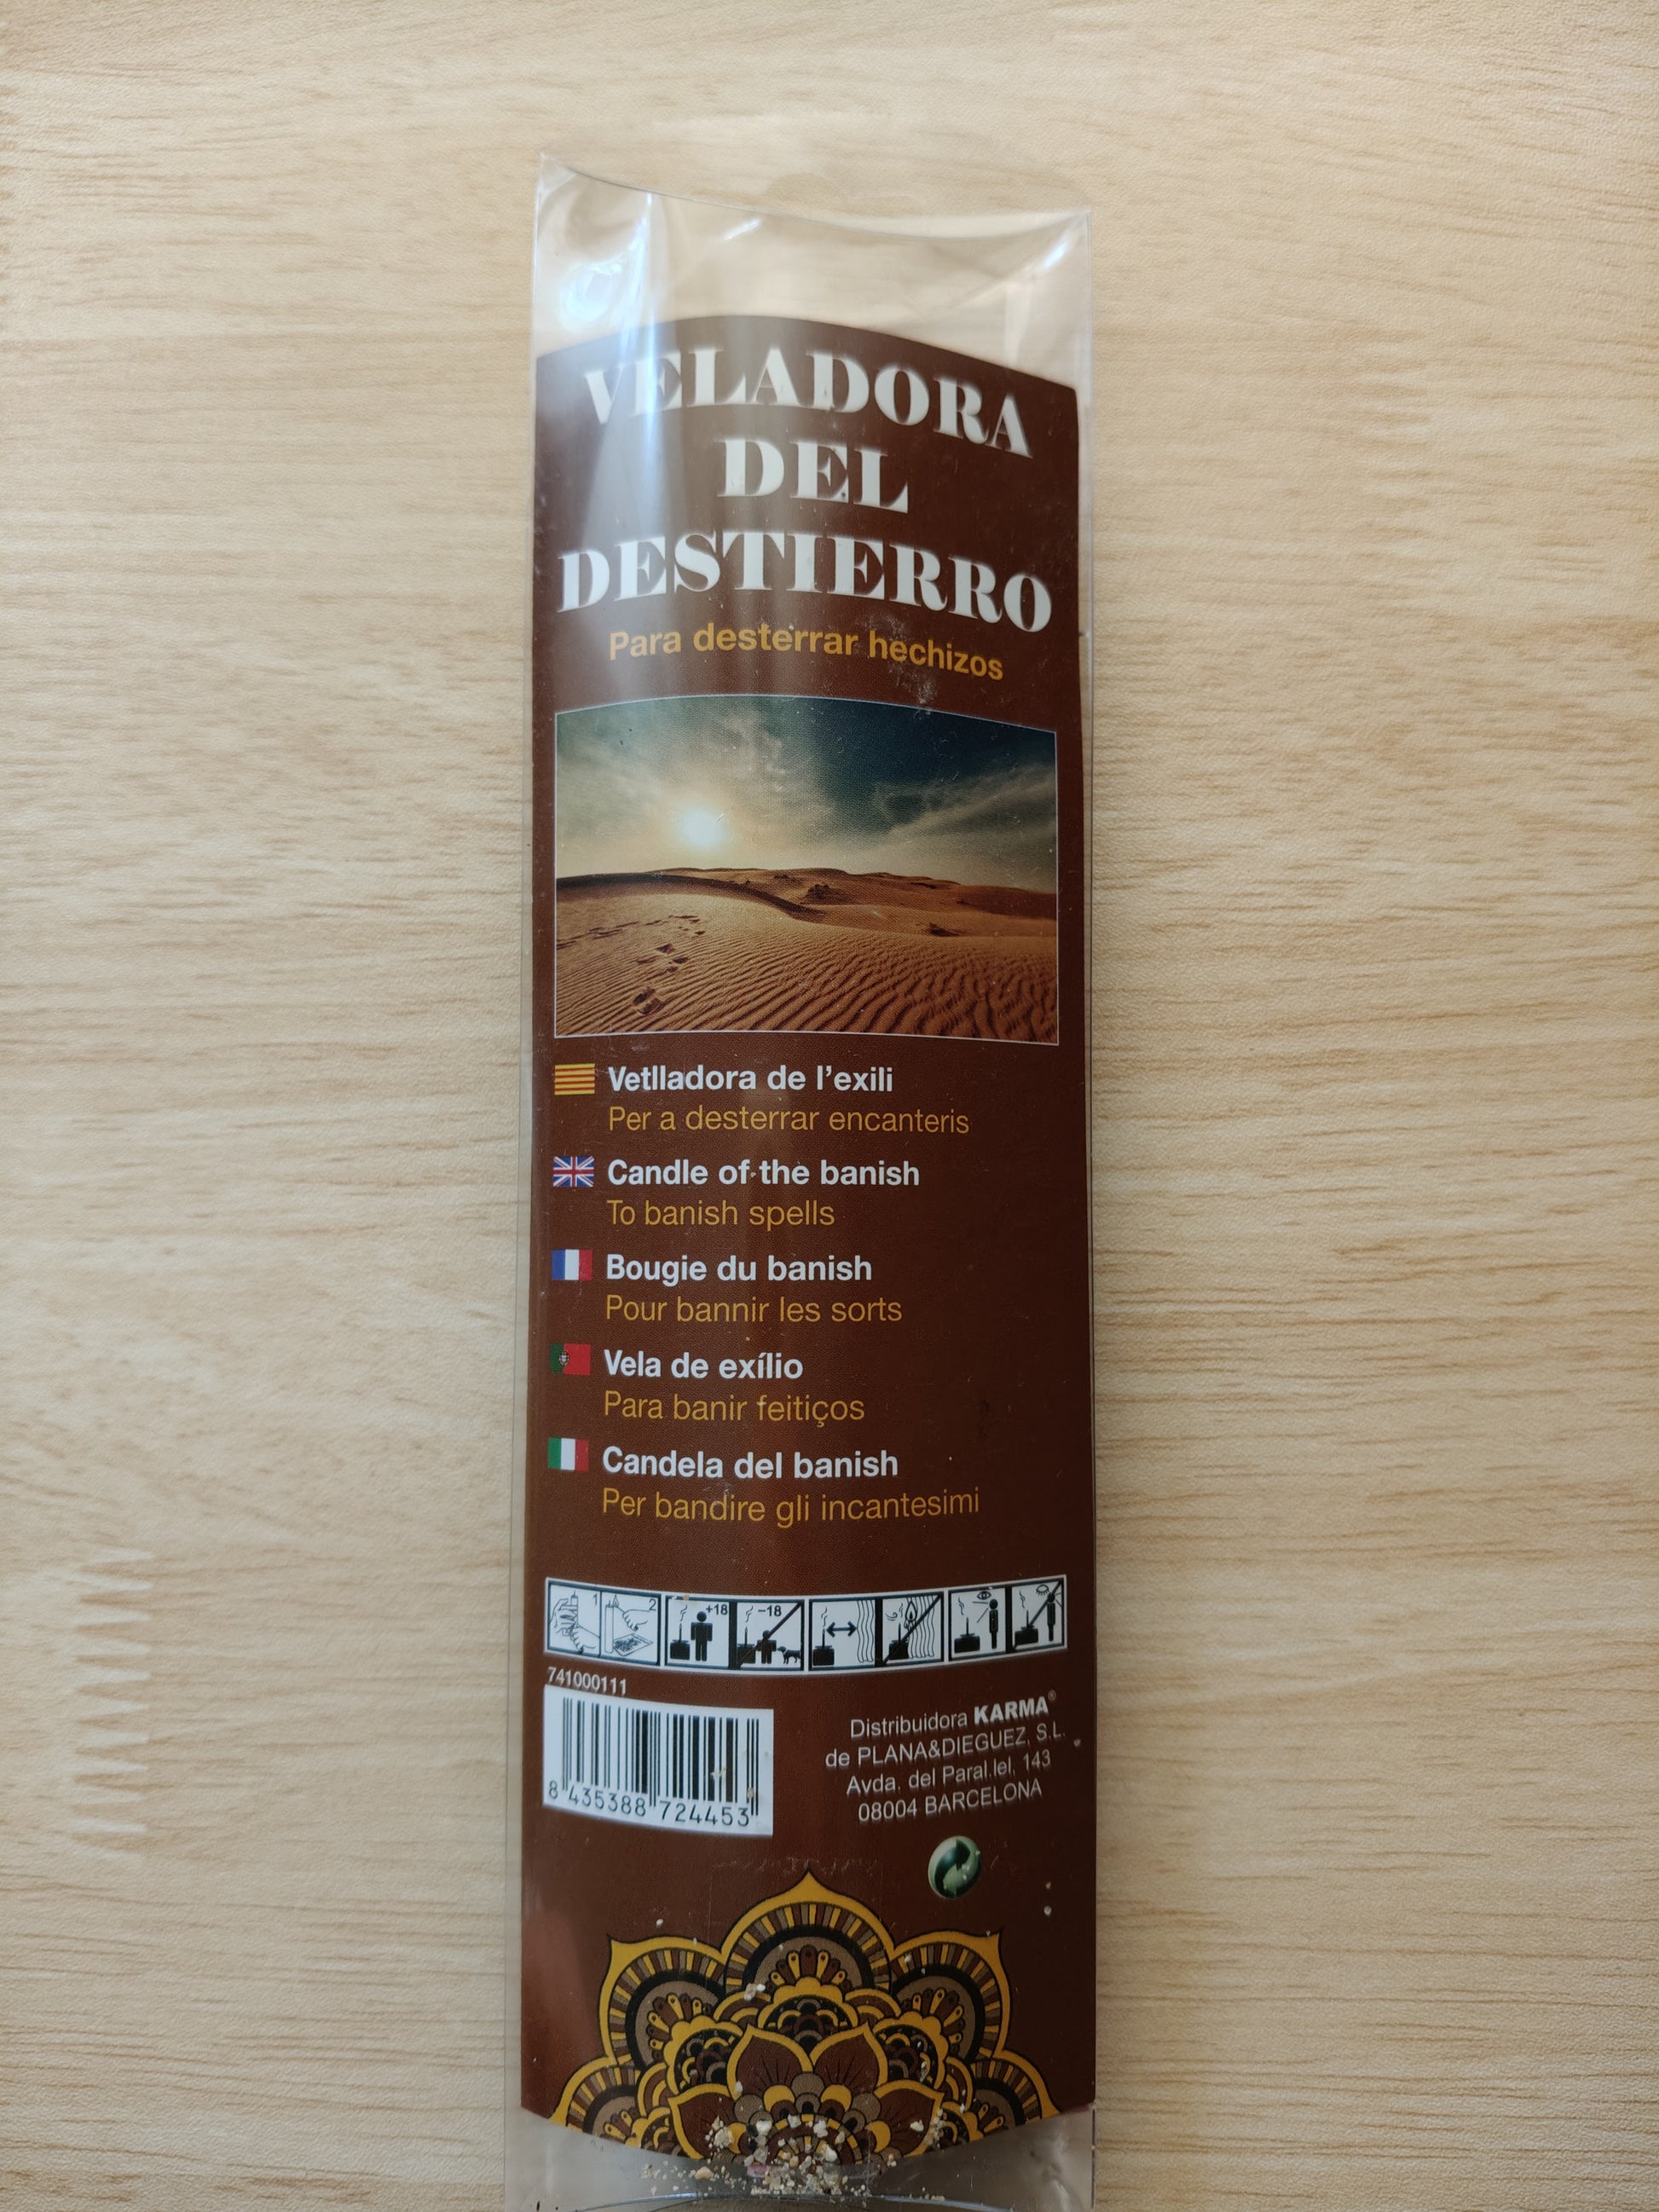 VELADORA
DEL
DESTIERRO
Para desterrar hechizos
Vetlladora de l'exili
Per a desterrar encanteris
Candle of the banish
To banish spells
Bougie du banish
Pour bannir les sorts
Vela de exílio
Para banir feitiços
Candela del banish
Per bandire gli incantesimi
1 2 +18 -18
741000111
8 435388 724453
Distribuidora KARMA®
de PLANA&DIEGUEZ, S.L.
Avda. del Paral.lel, 143
08004 BARCELONA